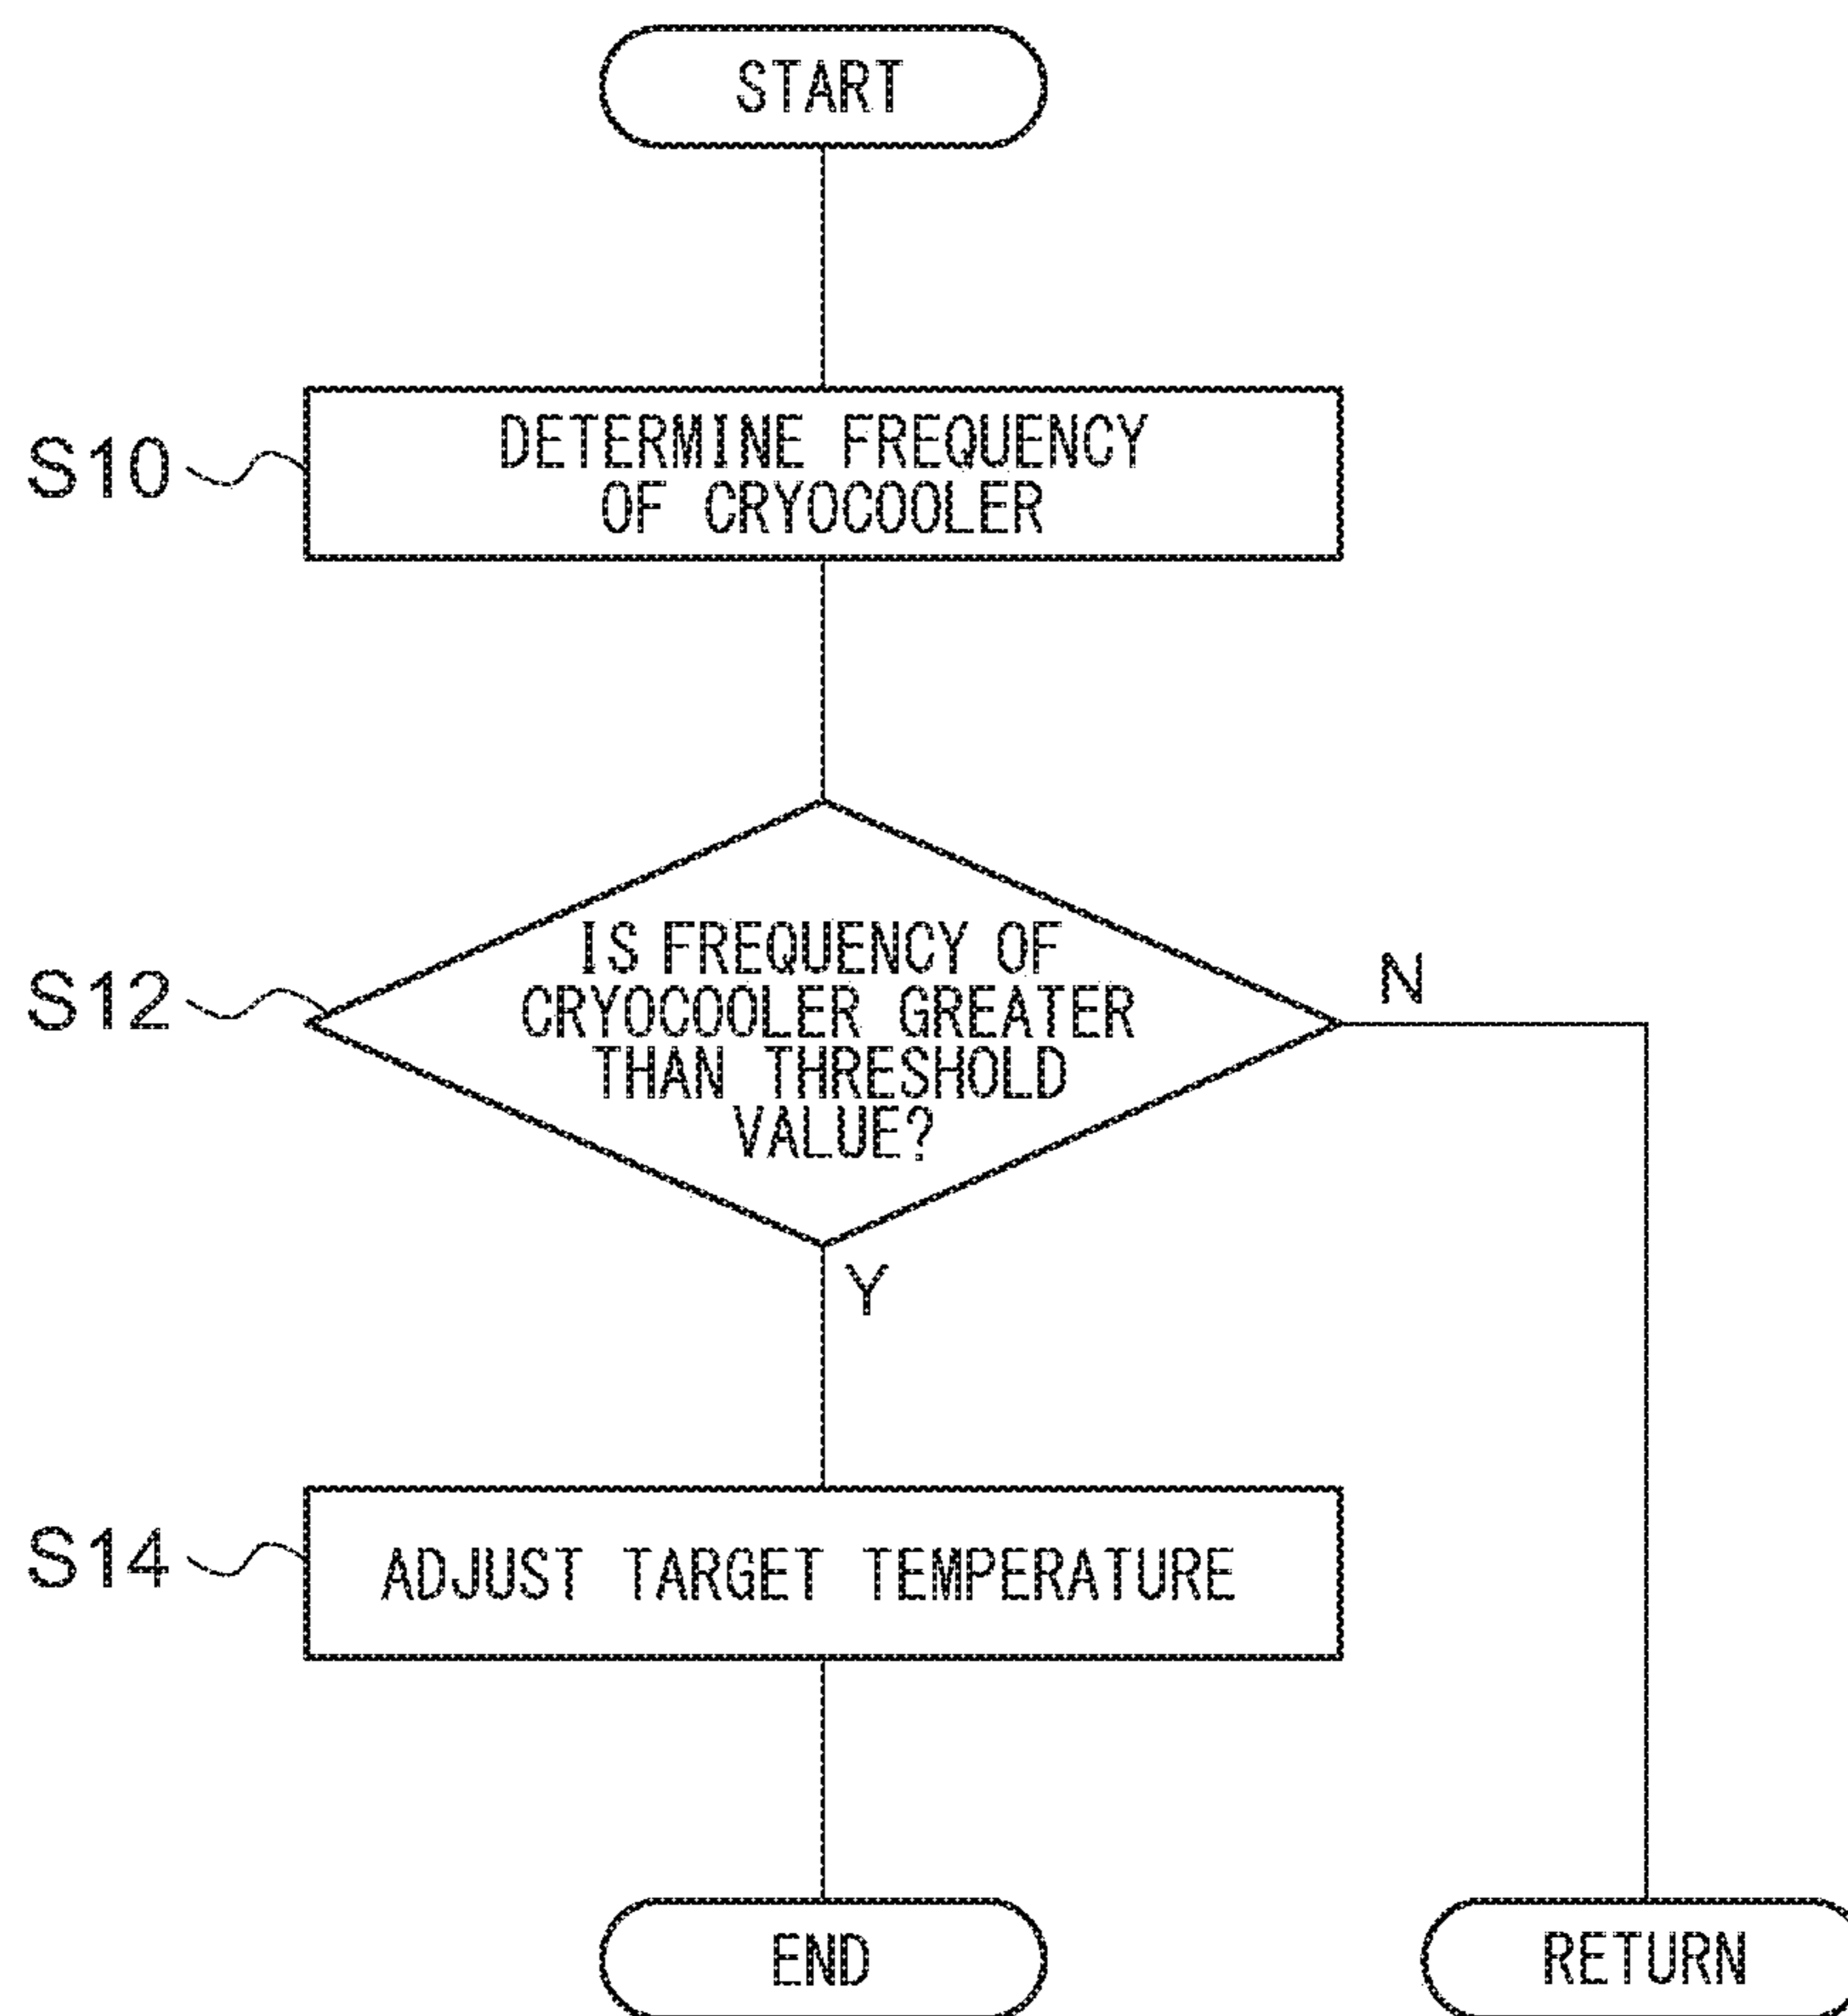 START
S10
DETERMINE FREQUENCY
OF CRYOCOOLER
S12
IS FREQUENCY OF
CRYOCOOLER GREATER
THAN THRESHOLD
VALUE?
N
Y
S14
ADJUST TARGET TEMPERATURE
END
RETURN